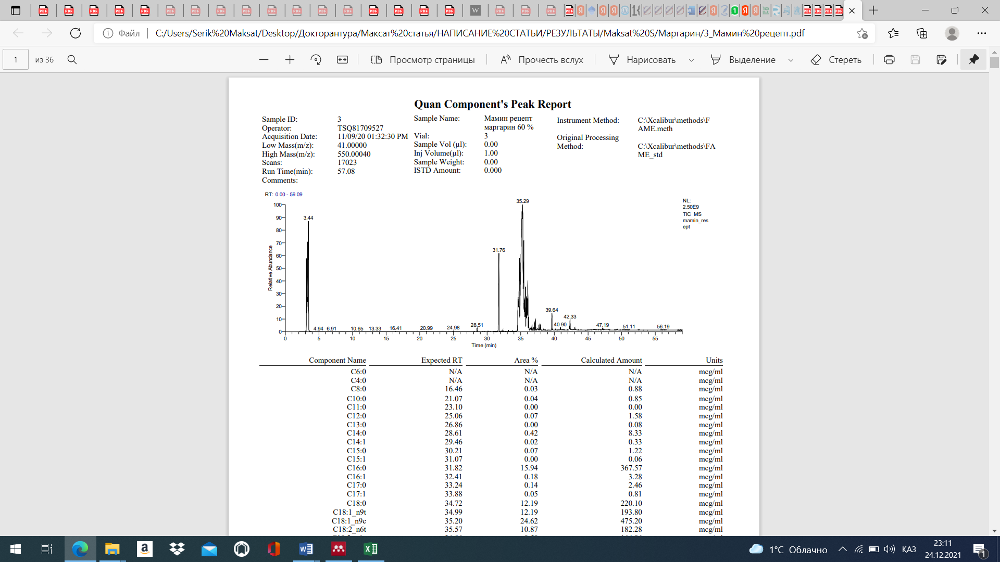 Файл
C:/Users/Serik%20Maksat/Desktop/Докторантура/Максат%20статья/НАПИСАНИЕ%20СТАТЬИ/РЕЗУЛЬТАТЫ/Maksat%20S/Маргарин/3_Мамин%20рецепт.pdf
1 из 36 Просмотр страницы Прочесть вслух Нарисовать Выделение Стереть
Quan Component's Peak Report
Sample ID: 3
Operator: TSQ81709527
Acquisition Date: 11/09/20 01:32:30 PM
Low Mass(m/z): 41.00000
High Mass(m/z): 550.00040
Scans: 17023
Run Time(min): 57.08
Comments:
Sample Name: Мамин рецепт
маргарин 60 %
Vial: 3
Sample Vol (µl): 0.00
Inj Volume(µl): 1.00
Sample Weight: 0.00
ISTD Amount: 0.000
Instrument Method: C:\Xcalibur\methods\F
AME.meth
Original Processing
Method: C:\Xcalibur\methods\FA
ME_std
RT: 0.00 - 59.09
NL:
2.50E9
TIC MS
mamin_res
ept
Relative Abundance
100
90
80
70
60
50
40
30
20
10
0
3.44
4.94 6.91 10.65 13.33 16.41 20.99 24.98 28.51
31.76
35.29
39.64
40.90
42.33
47.19 51.11 56.19
0 5 10 15 20 25 30 35 40 45 50 55
Time (min)
Component Name Expected RT Area % Calculated Amount Units
C6:0 N/A N/A N/A mcg/ml
C4:0 N/A N/A N/A mcg/ml
C8:0 16.46 0.03 0.88 mcg/ml
C10:0 21.07 0.04 0.85 mcg/ml
C11:0 23.10 0.00 0.00 mcg/ml
C12:0 25.06 0.07 1.58 mcg/ml
C13:0 26.86 0.00 0.08 mcg/ml
C14:0 28.61 0.42 8.33 mcg/ml
C14:1 29.46 0.02 0.33 mcg/ml
C15:0 30.21 0.07 1.22 mcg/ml
C15:1 31.07 0.00 0.06 mcg/ml
C16:0 31.82 15.94 367.57 mcg/ml
C16:1 32.41 0.18 3.28 mcg/ml
C17:0 33.24 0.14 2.46 mcg/ml
C17:1 33.88 0.05 0.81 mcg/ml
C18:0 34.72 12.19 220.10 mcg/ml
C18:1_n9t 34.99 12.19 193.80 mcg/ml
C18:1_n9c 35.20 24.62 475.20 mcg/ml
C18:2_n6t 35.57 10.87 182.28 mcg/ml
1°C Облачно
ҚАЗ
23:11
24.12.2021
1